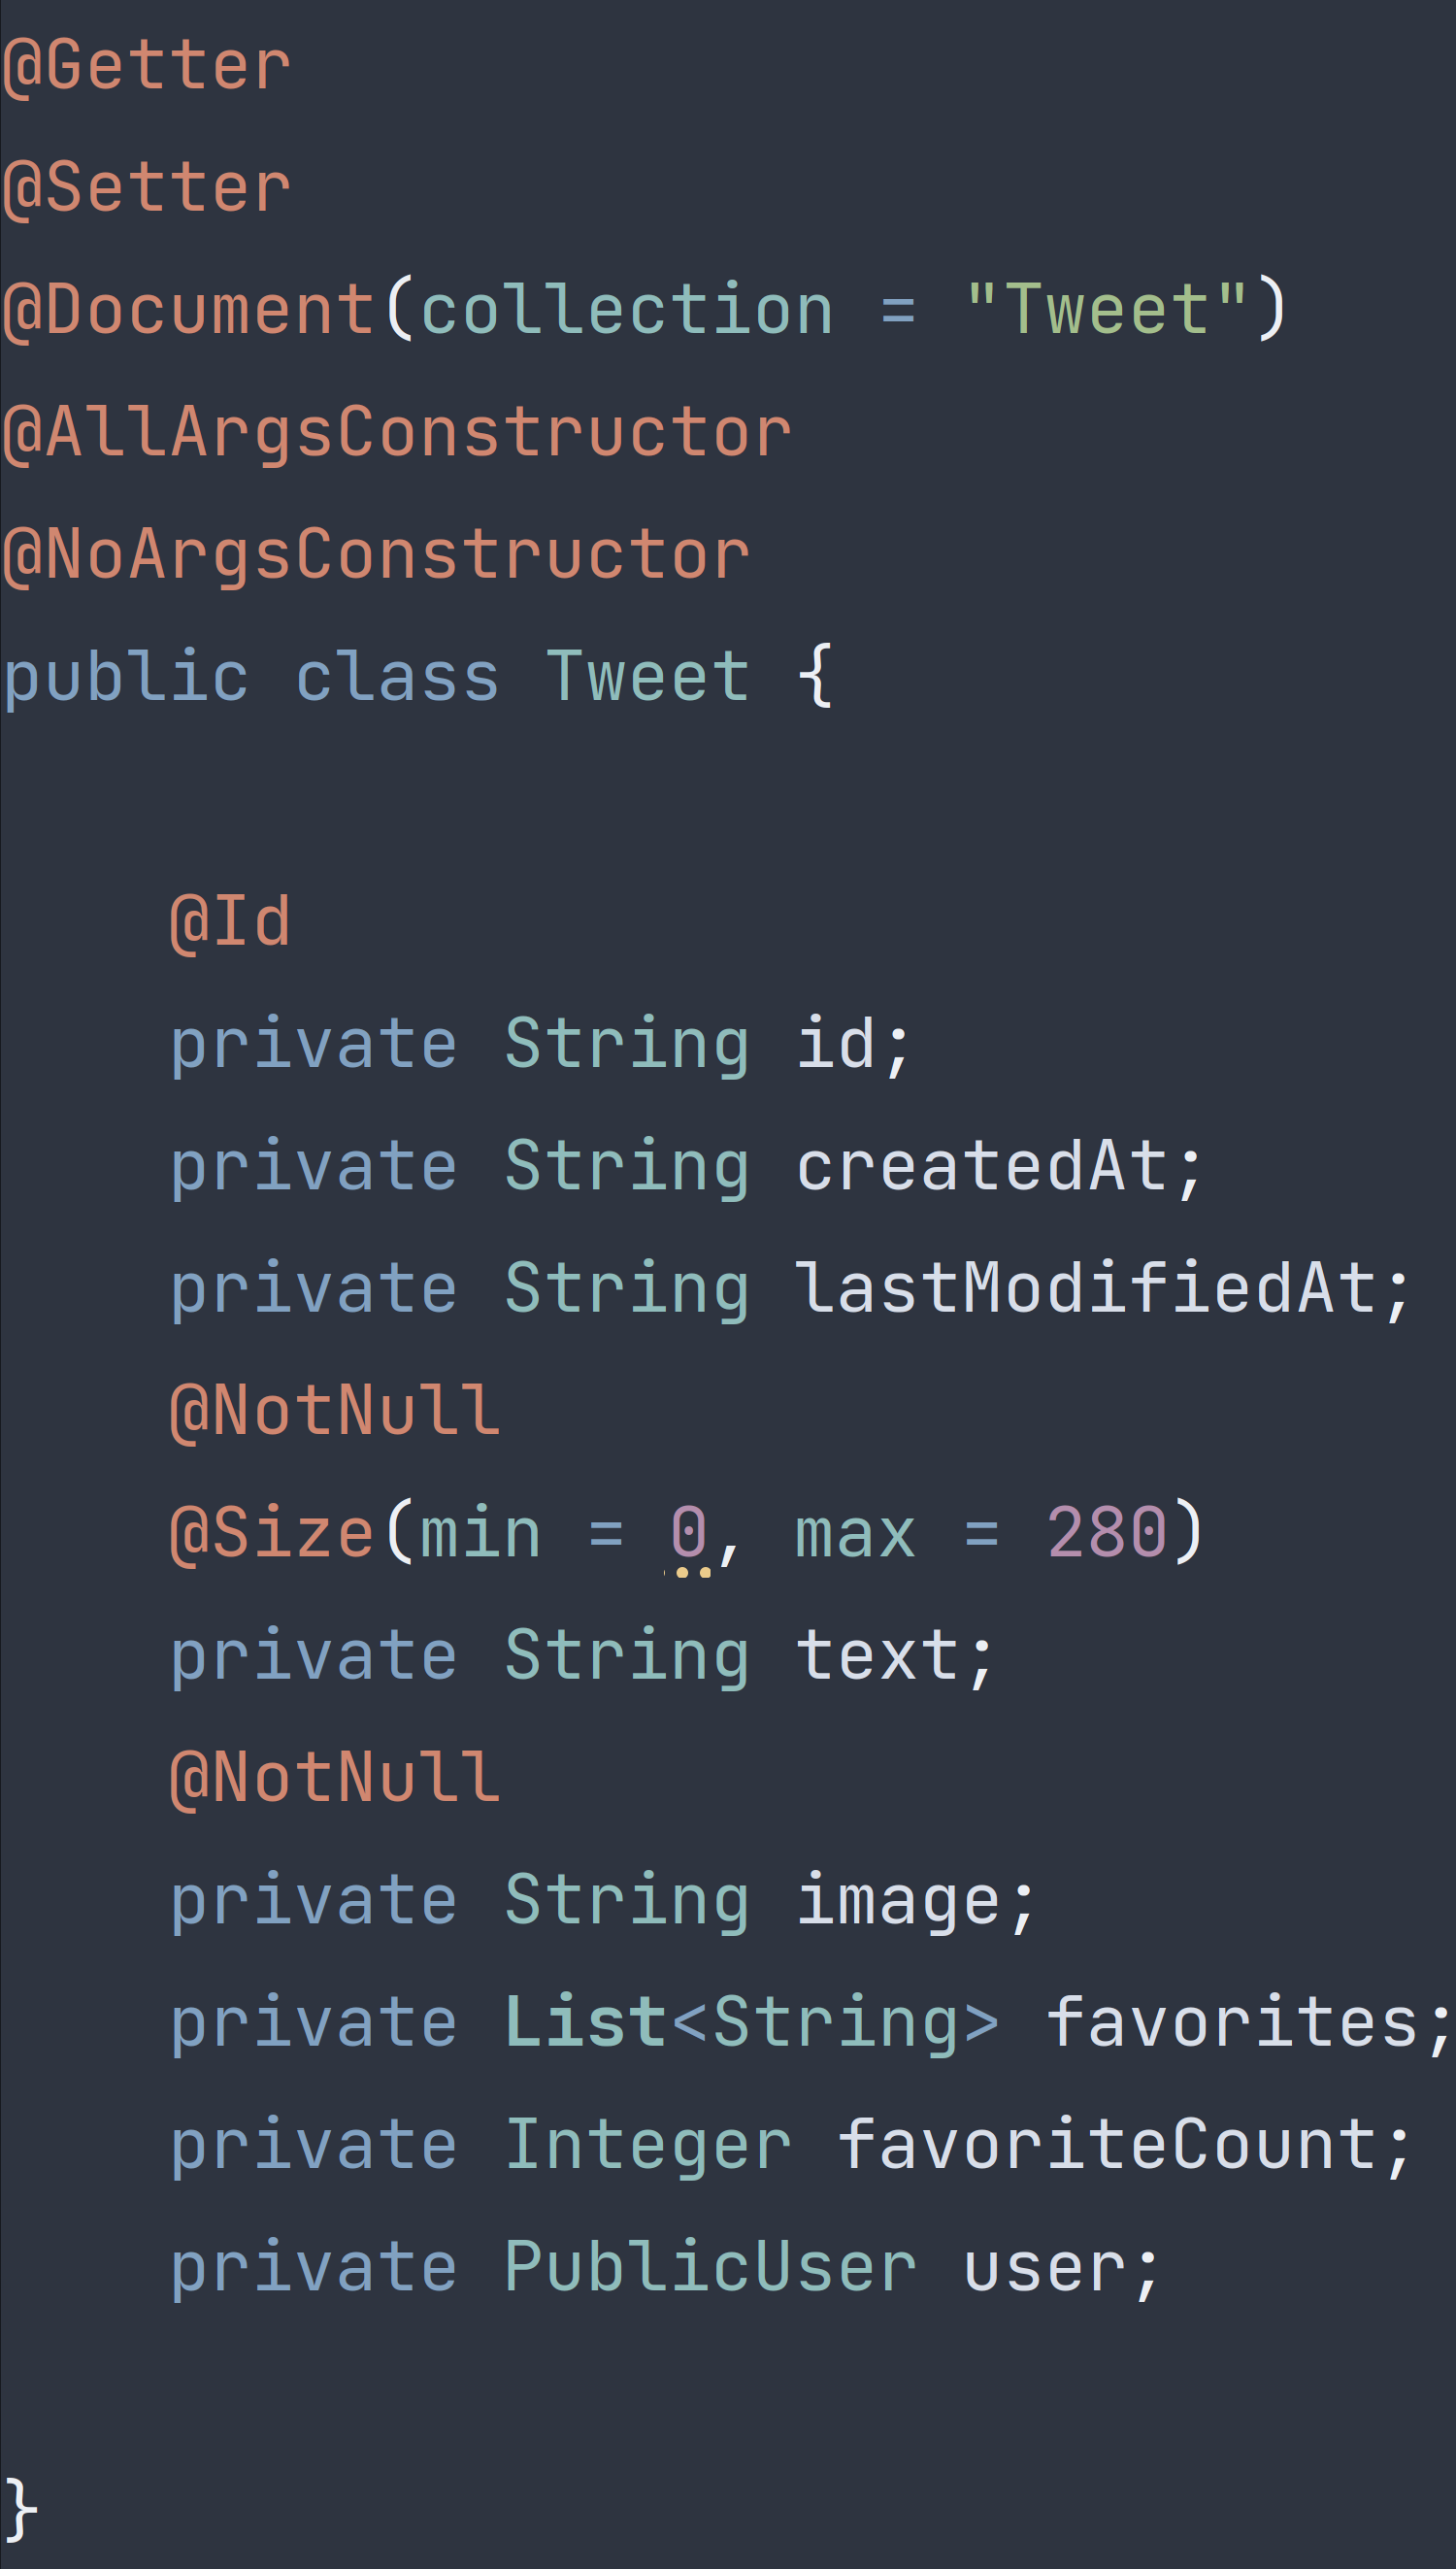 @Getter
@Setter
@Document(collection = "Tweet")
@AllArgsConstructor
@NoArgsConstructor
public class Tweet {
@Id
private String id;
private String createdAt;
private String lastModifiedAt;
@NotNull
@Size(min = 0, max = 280)
private String text;
@NotNull
private String image;
private List<String> favorites;
private Integer favoriteCount;
private PublicUser user;
}